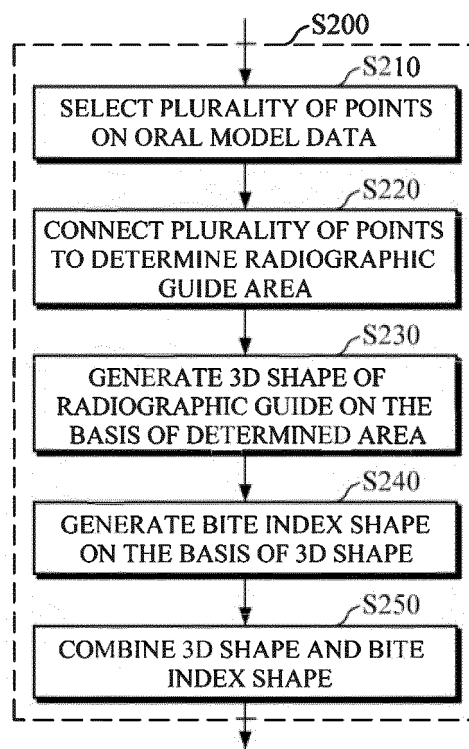 S200
S210
SELECT PLURALITY OF POINTS
ON ORAL MODEL DATA
S220
CONNECT PLURALITY OF POINTS
TO DETERMINE RADIOGRAPHIC
GUIDE AREA
S230
GENERATE 3D SHAPE OF
RADIOGRAPHIC GUIDE ON THE
BASIS OF DETERMINED AREA
S240
GENERATE BITE INDEX SHAPE
ON THE BASIS OF 3D SHAPE
S250
COMBINE 3D SHAPE AND BITE
INDEX SHAPE